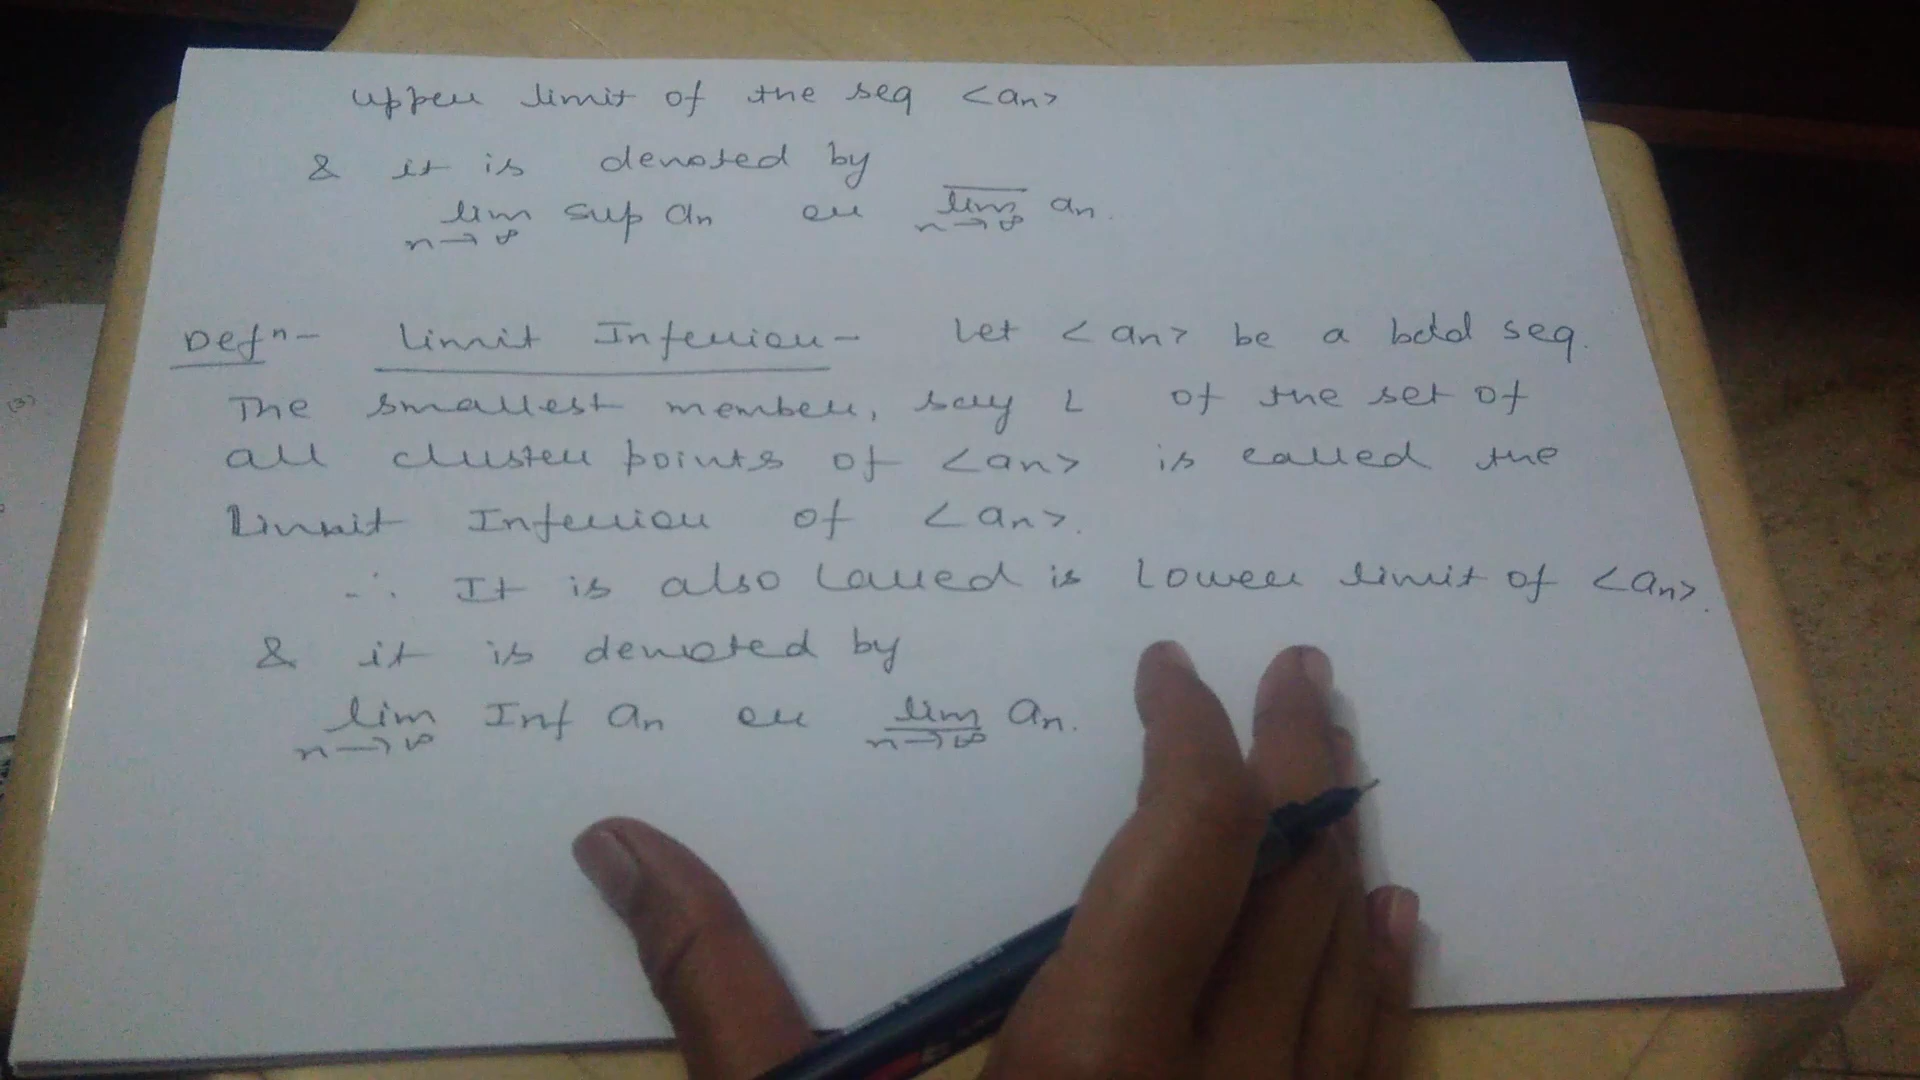 upper limit of the seq <an>
& it is denoted by
lim sup an or lim an.
n→∞ n→∞
Defn- Limit Inferior- Let <an> be a bdd seq.
The smallest member, say L of the set of
all cluster points of <an> is called the
Limit Inferior of <an>.
∴ It is also called is Lower limit of <an>.
& it is denoted by
lim Inf an or lim an.
n→∞ n→∞